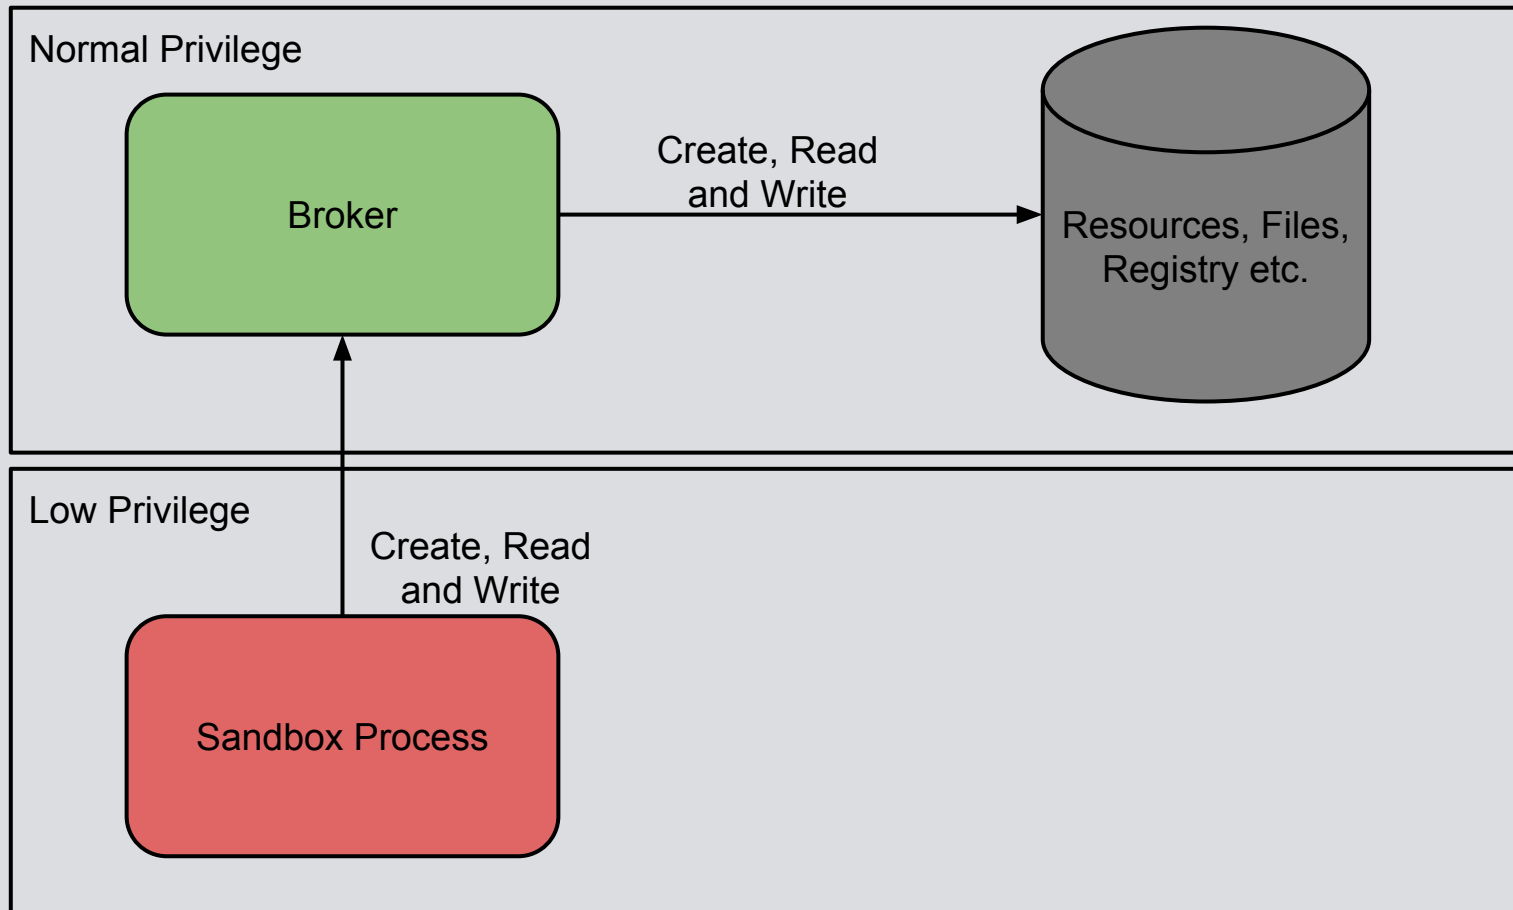 Normal Privilege
Broker
Create, Read
and Write
Resources, Files,
Registry etc.
Low Privilege
Create, Read
and Write
Sandbox Process